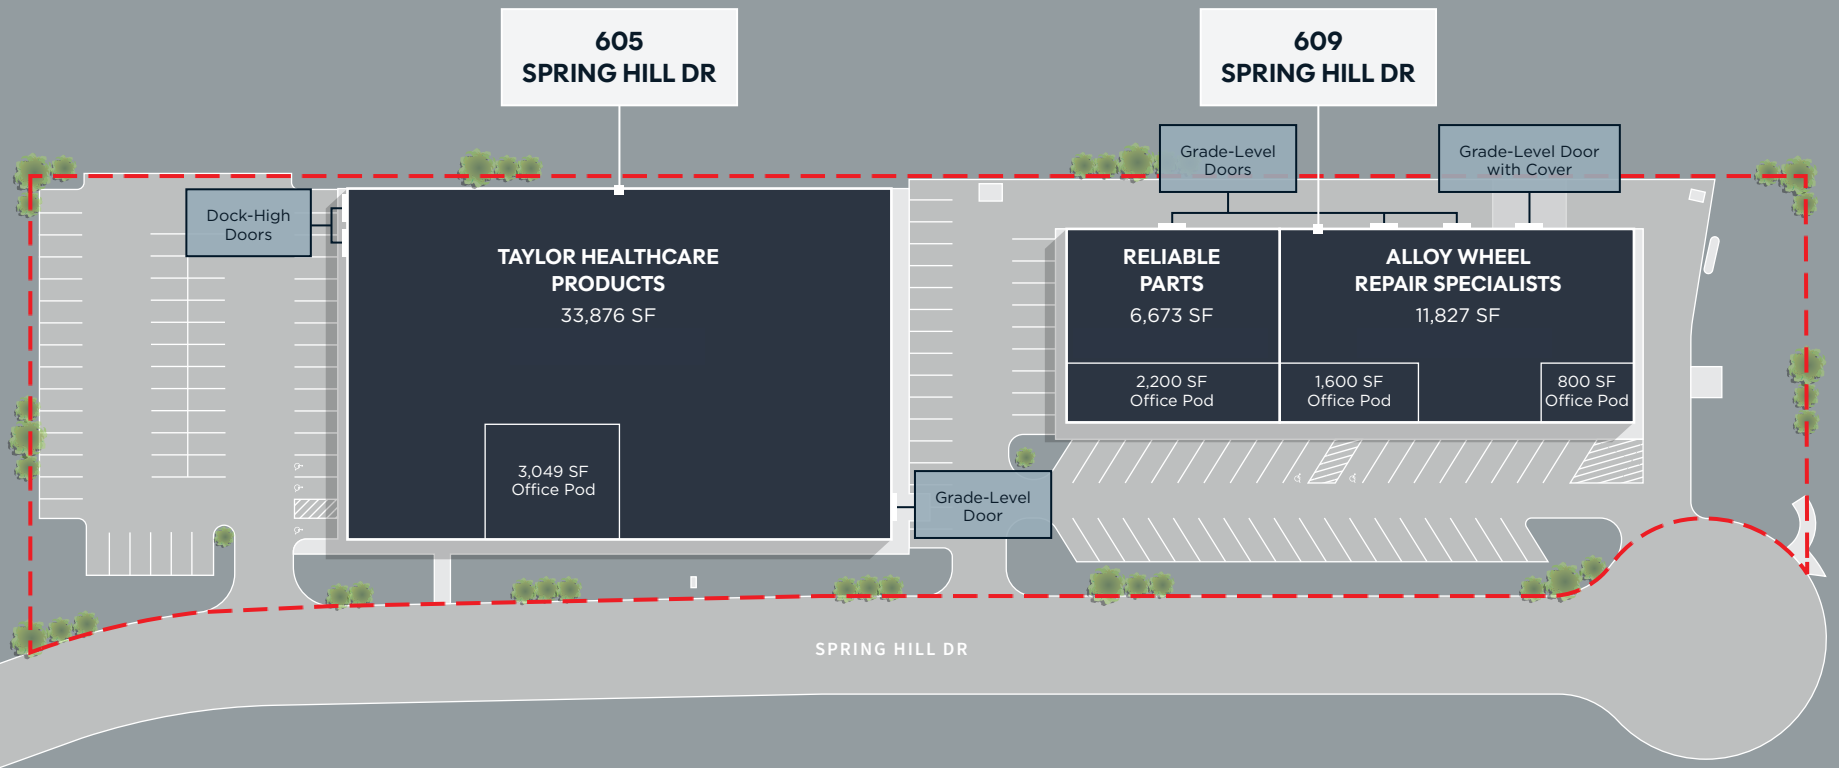 605
SPRING HILL DR
609
SPRING HILL DR
Grade-Level
Doors
Grade-Level Door
with Cover
Dock-High
Doors
TAYLOR HEALTHCARE
PRODUCTS
33,876 SF
RELIABLE
PARTS
6,673 SF
ALLOY WHEEL
REPAIR SPECIALISTS
11,827 SF
2,200 SF
Office Pod
1,600 SF
Office Pod
800 SF
Office Pod
3,049 SF
Office Pod
Grade-Level
Door
SPRING HILL DR